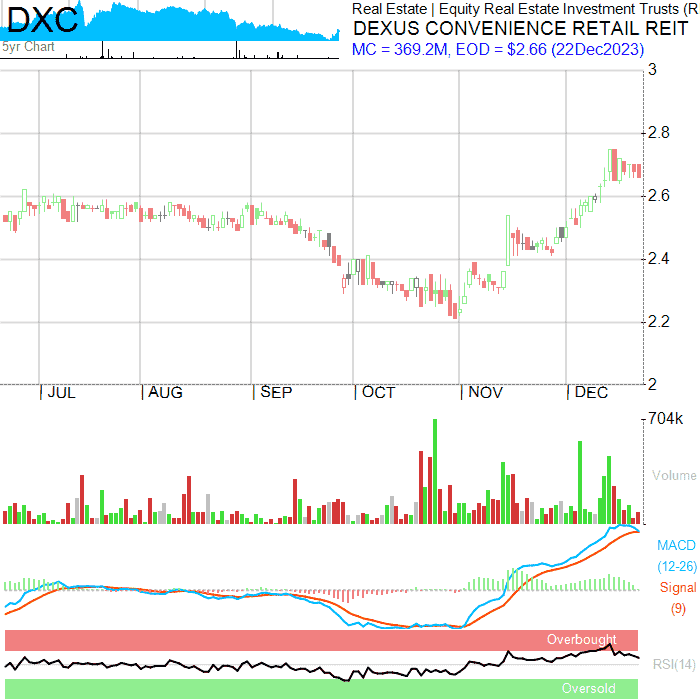 DXC
5yr Chart
Real Estate | Equity Real Estate Investment Trusts (R
DEXUS CONVENIENCE RETAIL REIT
MC = 369.2M, EOD = $2.66 (22Dec2023)
3
2.8
2.6
2.4
2.2
2
JUL AUG SEP OCT NOV DEC
704k
Volume
MACD
(12-26)
Signal
(9)
Overbought
RSI(14)
Oversold